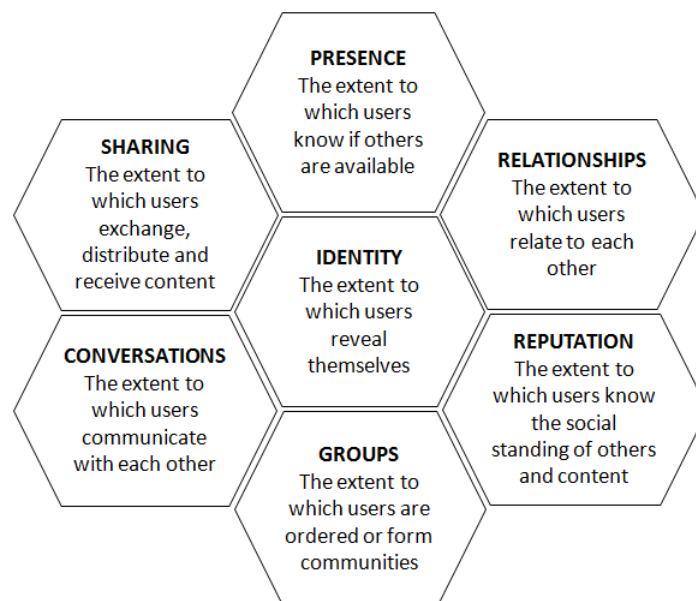 PRESENCE
The extent to
which users
know if others
are available
SHARING
The extent to
which users
exchange,
distribute and
receive content
RELATIONSHIPS
The extent to
which users
relate to each
other
IDENTITY
The extent to
which users
reveal
themselves
CONVERSATIONS
The extent to
which users
communicate
with each other
REPUTATION
The extent to
which users know
the social
standing of others
and content
GROUPS
The extent to
which users are
ordered or form
communities